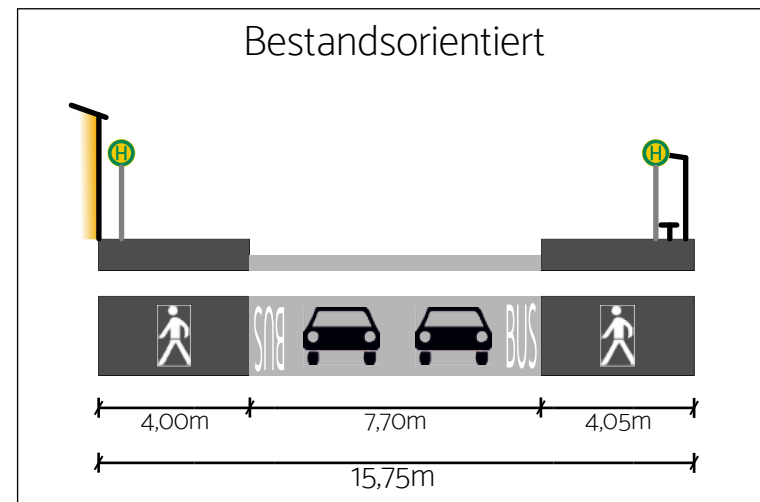 Bestandsorientiert
H H
BUS BUS
4,00m 7,70m 4,05m
15,75m